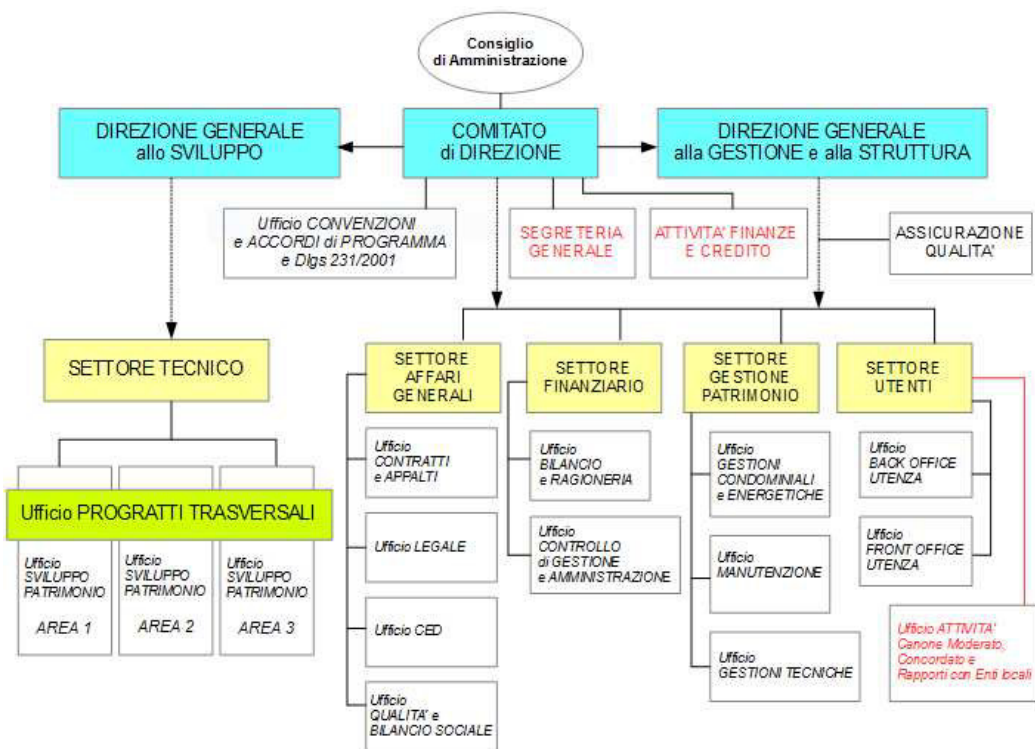 Consiglio
di Amministrazione
DIREZIONE GENERALE
allo SVILUPPO
COMITATO
di DIREZIONE
DIREZIONE GENERALE
alla GESTIONE e alla STRUTTURA
Ufficio CONVENZIONI
e ACCORDI di PROGRAMMA
e Dlgs 231/2001
SEGRETERIA
GENERALE
ATTIVITA' FINANZE
E CREDITO
ASSICURAZIONE
QUALITA'
SETTORE TECNICO
SETTORE
AFFARI
GENERALI
SETTORE
FINANZIARIO
SETTORE
GESTIONE
PATRIMONIO
SETTORE
UTENTI
Ufficio PROGRATTI TRASVERSALI
Ufficio
SVILUPPO
PATRIMONIO
AREA 1
Ufficio
SVILUPPO
PATRIMONIO
AREA 2
Ufficio
SVILUPPO
PATRIMONIO
AREA 3
Ufficio
CONTRATTI
e APPALTI
Ufficio LEGALE
Ufficio CED
Ufficio
QUALITA' e
BILANCIO SOCIALE
Ufficio
BILANCIO
e RAGIONERIA
Ufficio
CONTROLLO
di GESTIONE
e AMMINISTRAZIONE
Ufficio
GESTIONI
CONDOMINIALI
e ENERGETICHE
Ufficio
MANUTENZIONE
Ufficio
GESTIONI TECNICHE
Ufficio
BACK OFFICE
UTENZA
Ufficio
FRONT OFFICE
UTENZA
Ufficio ATTIVITA'
Canone Moderato,
Concordato e
Rapporti con Enti locali